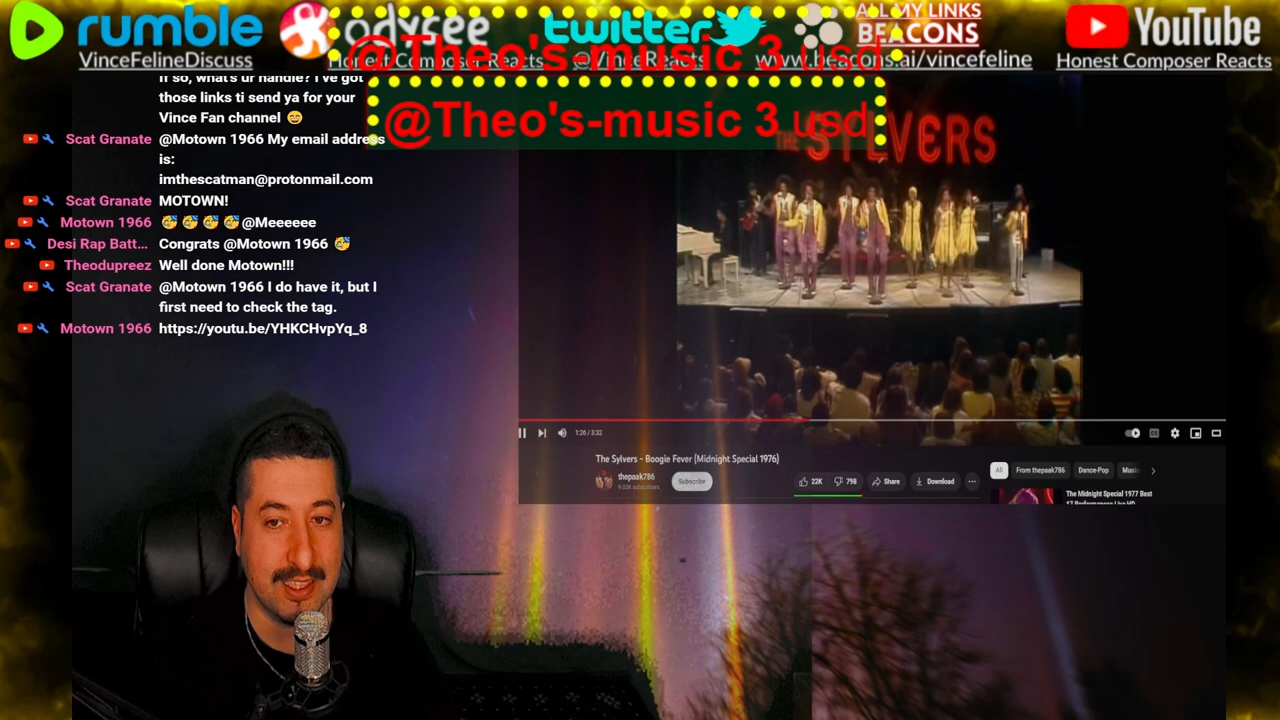 rumble
odysee
twitter
ALL MY LINKS
BEACONS
YouTube
VinceFelineDiscuss
Honest Composer Reacts
@VinceReacts
www.beacons.ai/vincefeline
Honest Composer Reacts
@Theo's-music 3 usd
@Theo's-music 3 usd
If so, what's ur handle? I've got
those links ti send ya for your
Vince Fan channel 😄
Scat Granate @Motown 1966 My email address
is:
imthescatman@protonmail.com
Scat Granate MOTOWN!
Motown 1966 🥳 🥳 🥳 🥳 @Meeeeee
Desi Rap Batt... Congrats @Motown 1966 🥳
Theodupreez Well done Motown!!!
Scat Granate @Motown 1966 I do have it, but I
first need to check the tag.
Motown 1966 https://youtu.be/YHKCHvpYq_8
THE SYLVERS
1:26 / 3:32
The Sylvers - Boogie Fever (Midnight Special 1976)
thepaak786
Subscribe
22K
798
Share
Download
All
From thepaak786
Dance-Pop
Music
The Midnight Special 1977 Best